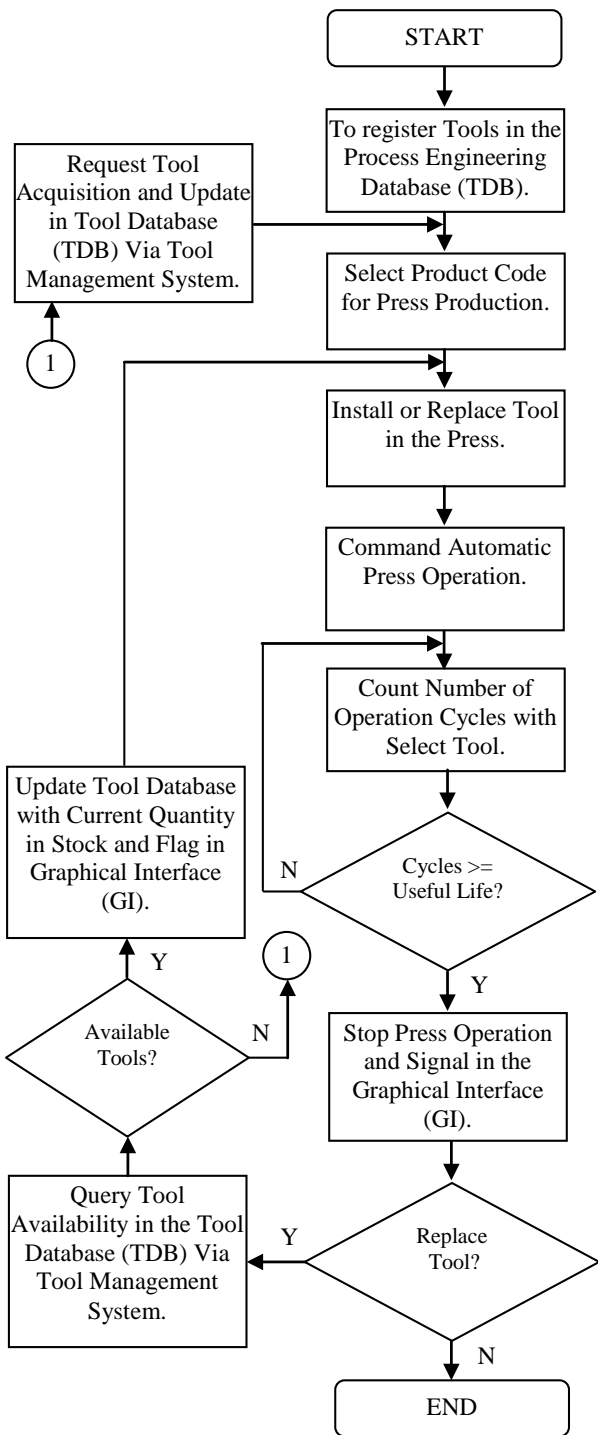 START
To register Tools in the
Process Engineering
Database (TDB).
Request Tool
Acquisition and Update
in Tool Database
(TDB) Via Tool
Management System.
Select Product Code
for Press Production.
1
Install or Replace Tool
in the Press.
Command Automatic
Press Operation.
Count Number of
Operation Cycles with
Select Tool.
Update Tool Database
with Current Quantity
in Stock and Flag in
Graphical Interface
(GI).
N
Cycles >=
Useful Life?
Y
1
Y
Available
Tools?
N
Stop Press Operation
and Signal in the
Graphical Interface
(GI).
Query Tool
Availability in the Tool
Database (TDB) Via
Tool Management
System.
Y
Replace
Tool?
N
END